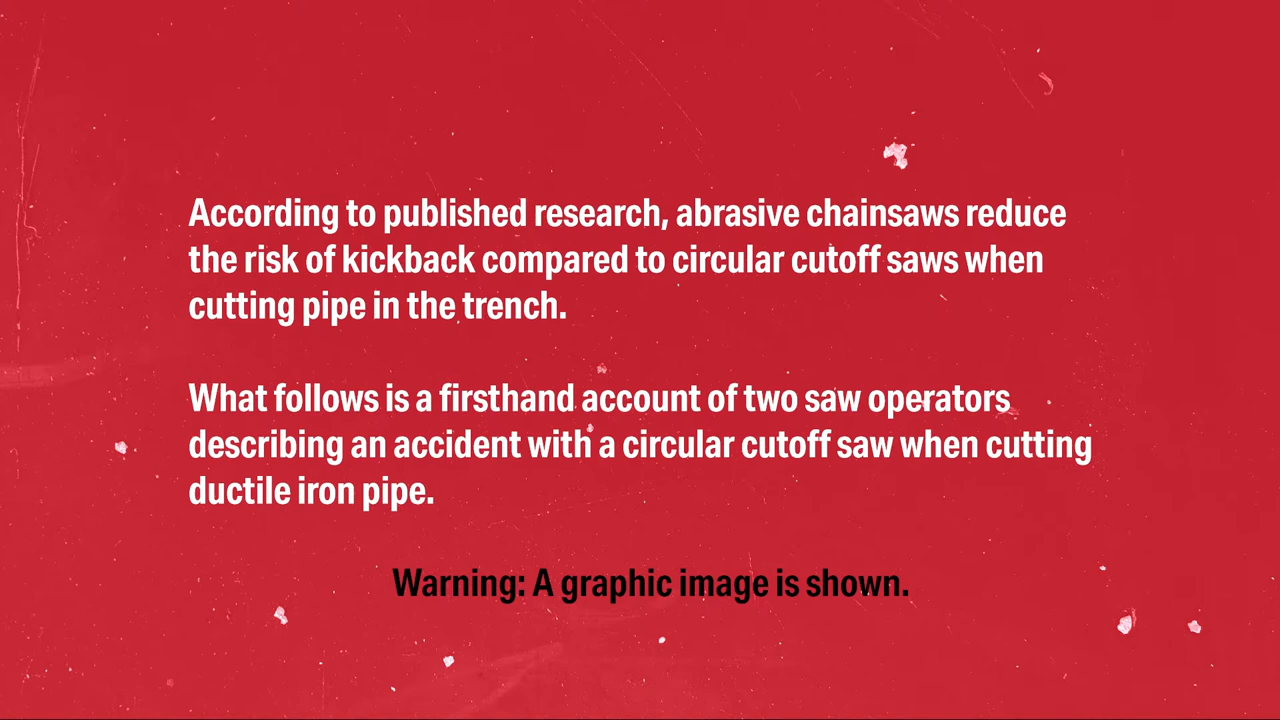 According to published research, abrasive chainsaws reduce
the risk of kickback compared to circular cutoff saws when
cutting pipe in the trench.
What follows is a firsthand account of two saw operators
describing an accident with a circular cutoff saw when cutting
ductile iron pipe.
Warning: A graphic image is shown.